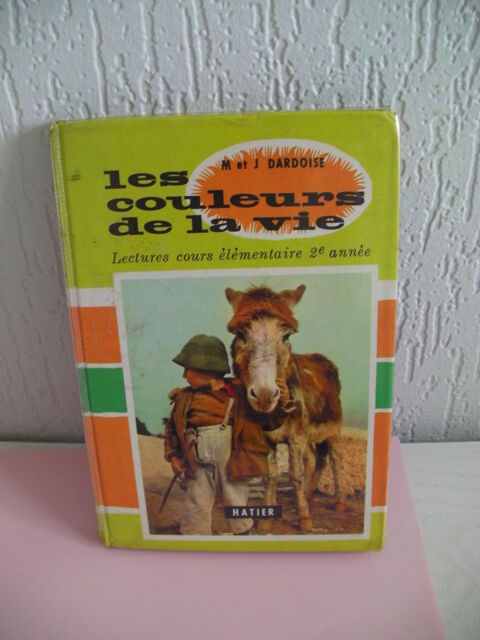 M et J DARDOISE
les
couleurs
de la vie
Lectures cours élémentaire 2e année
HATIER